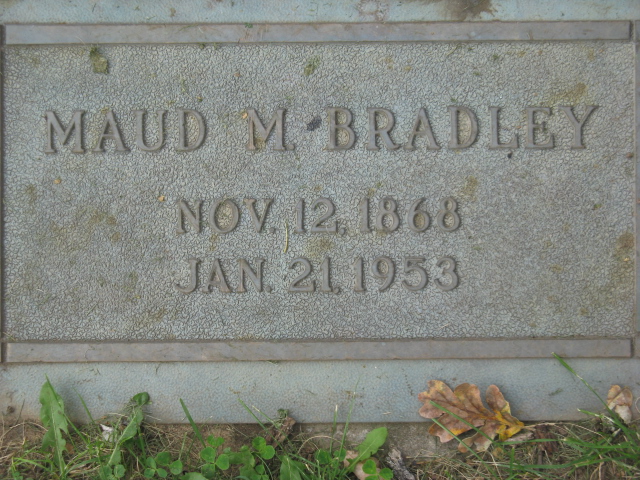 MAUD M. BRADLEY
NOV. 12, 1868
JAN. 21, 1953